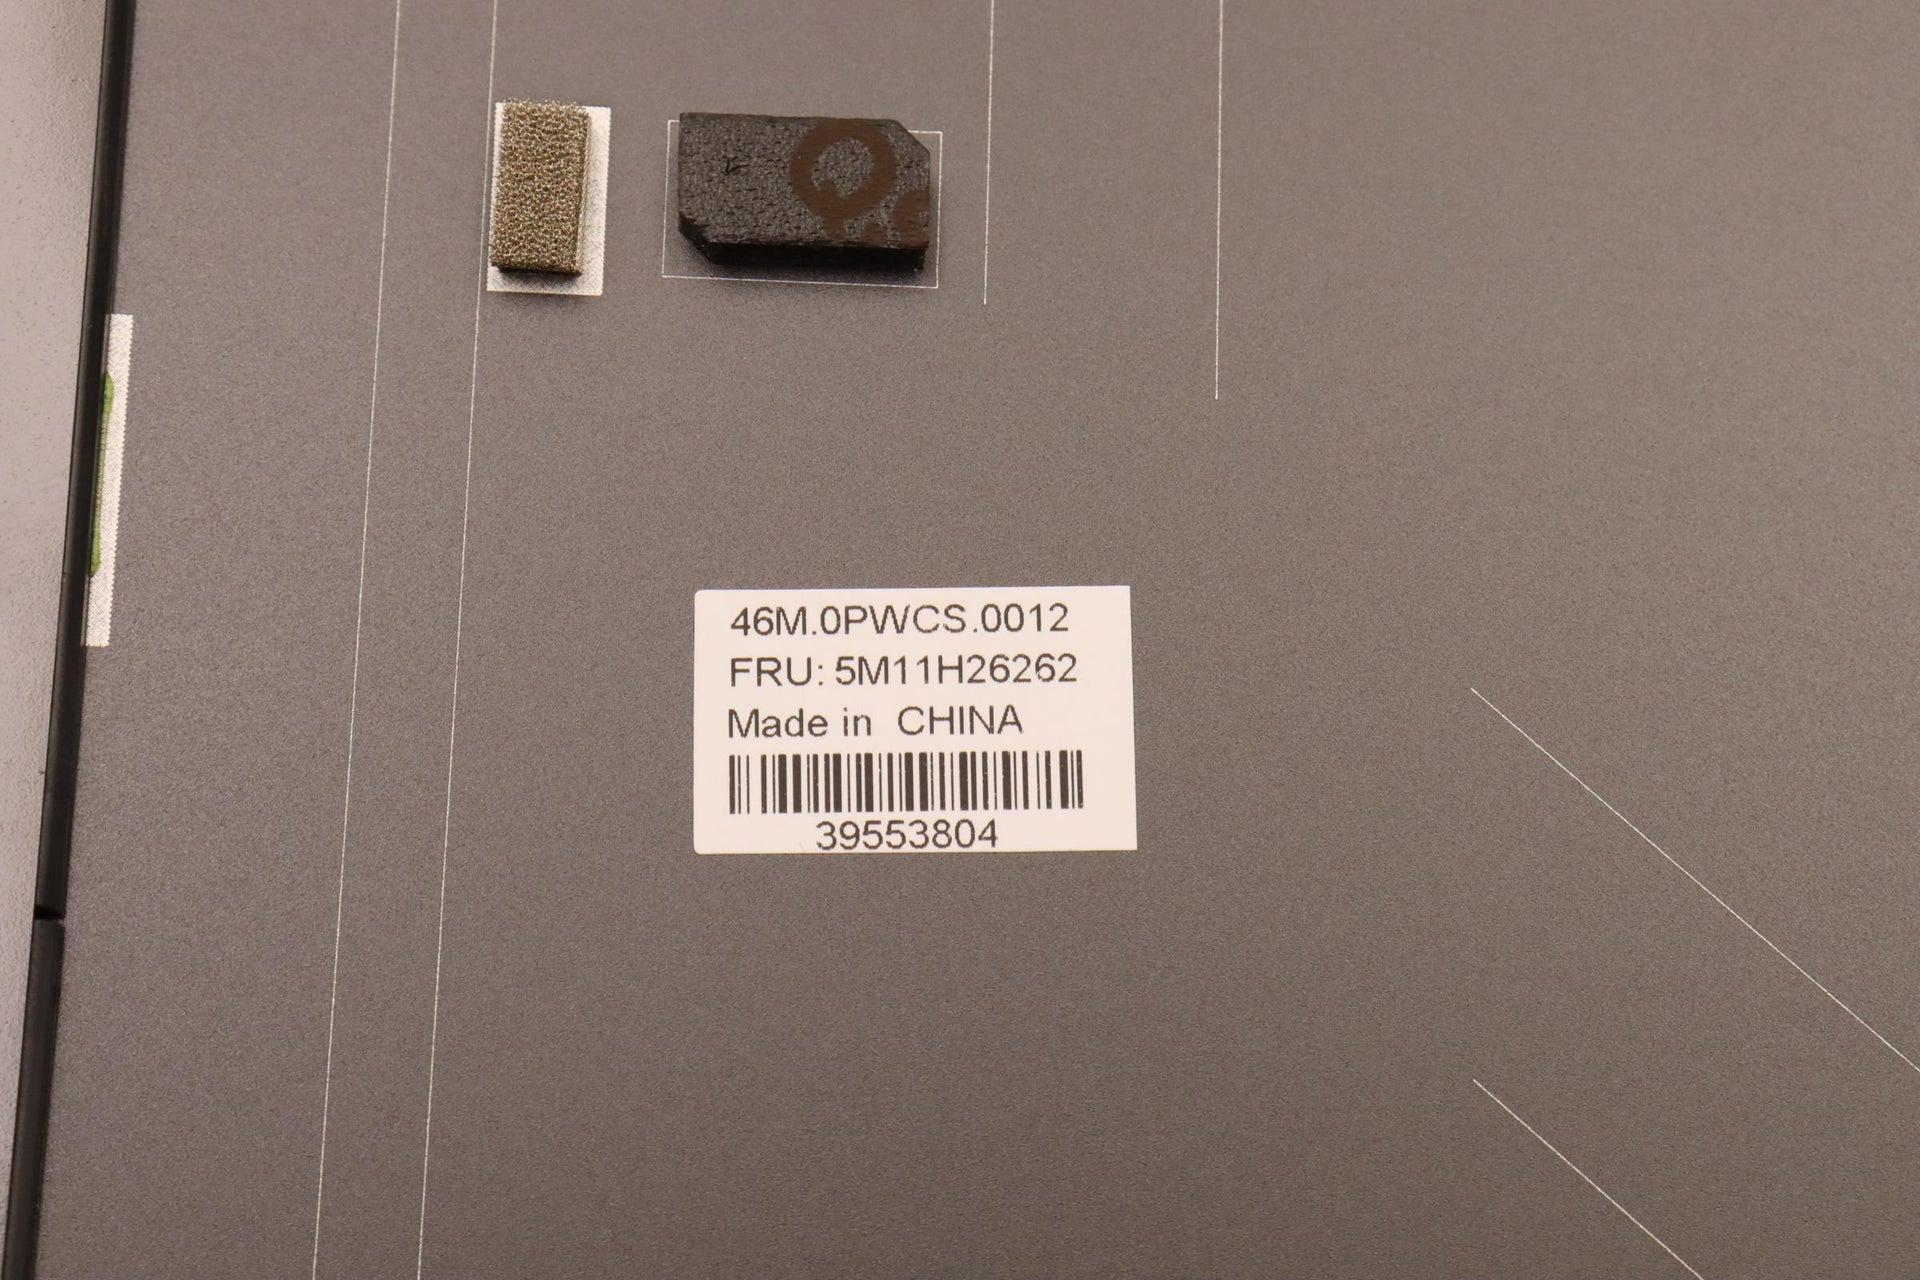 46M.0PWCS.0012
FRU: 5M11H26262
Made in CHINA
39553804